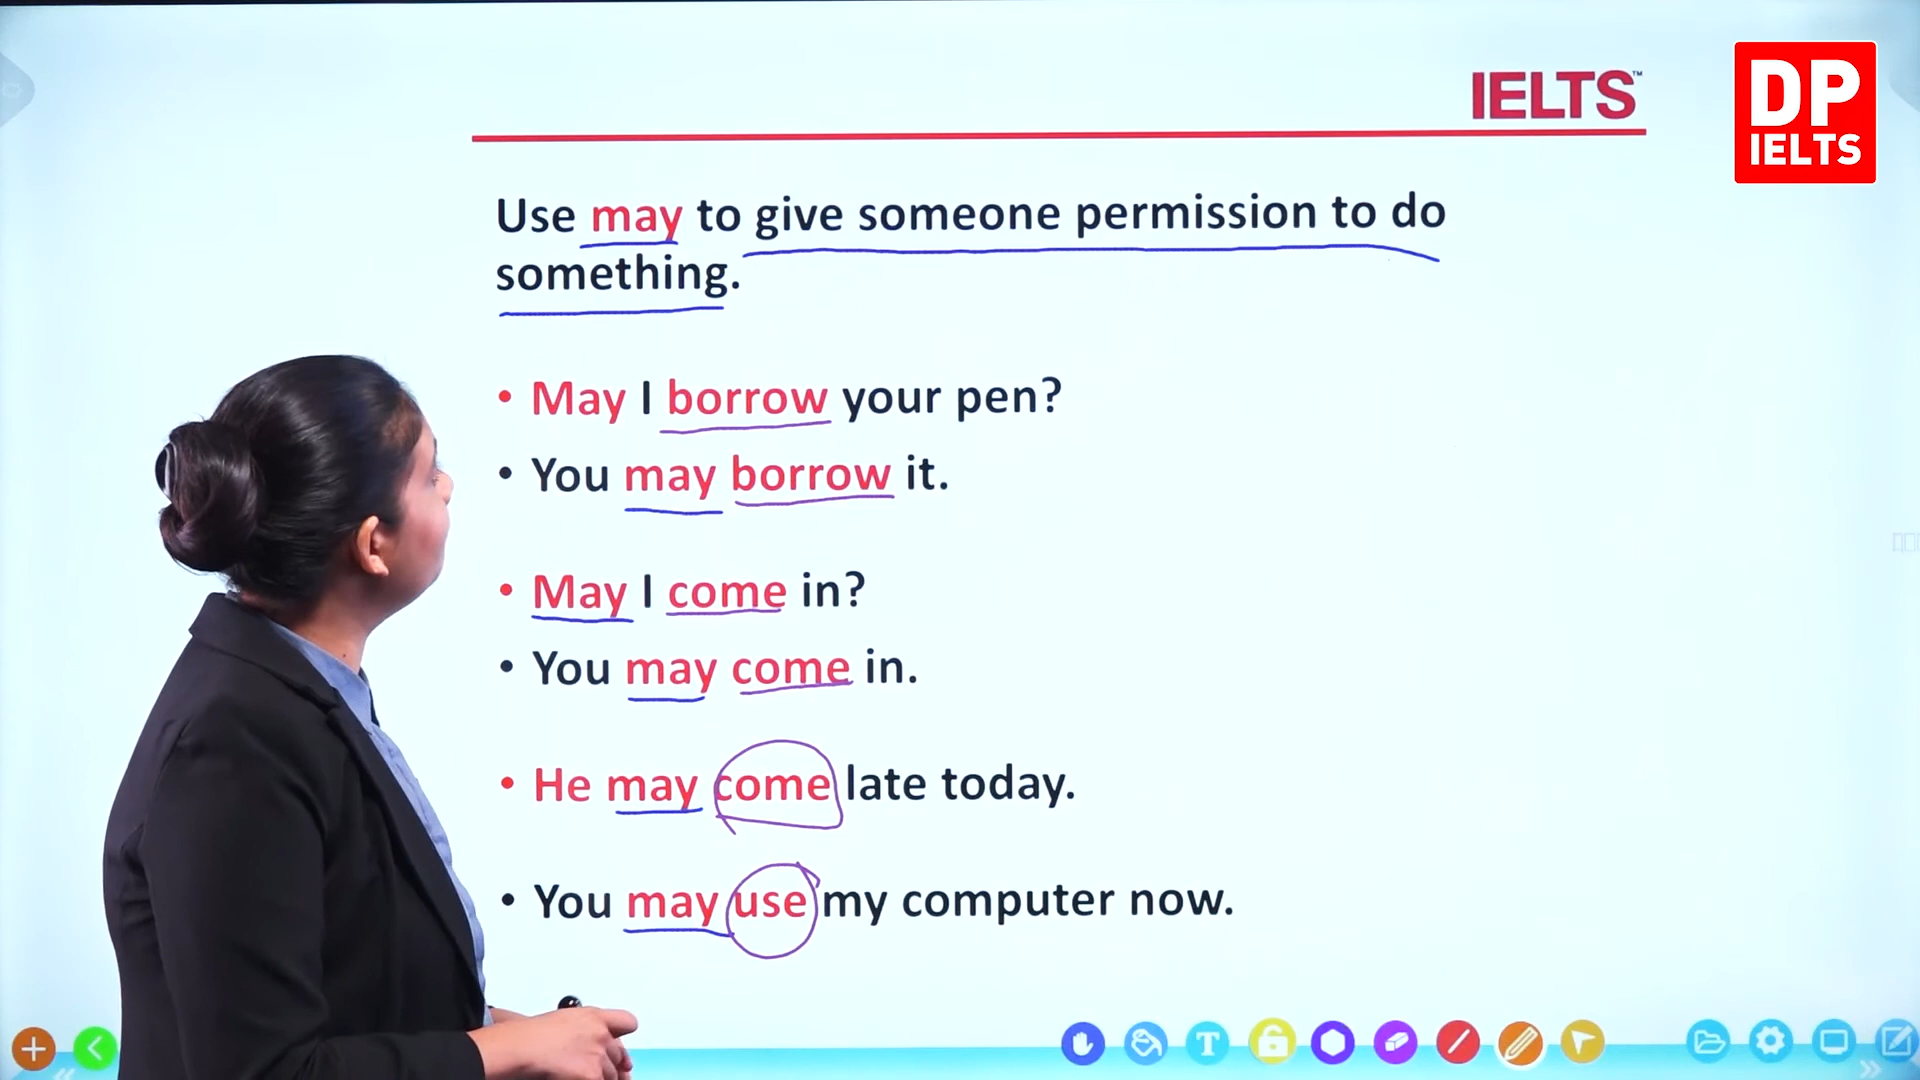 IELTS™
DP
IELTS
Use may to give someone permission to do
something.
• May I borrow your pen?
• You may borrow it.
• May I come in?
• You may come in.
• He may come late today.
• You may use my computer now.
T